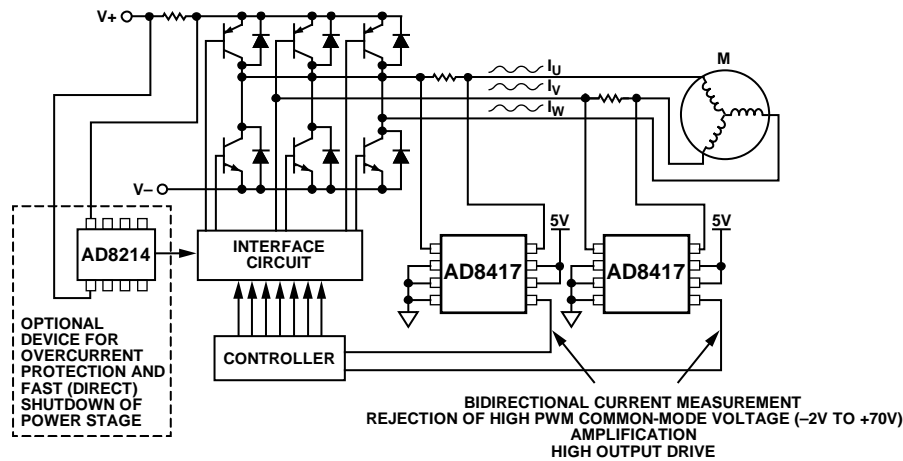 V+
I_U
M
I_V
I_W
V–
5V
5V
AD8214
INTERFACE
CIRCUIT
AD8417
AD8417
OPTIONAL
DEVICE FOR
OVERCURRENT
PROTECTION AND
FAST (DIRECT)
SHUTDOWN OF
POWER STAGE
CONTROLLER
BIDIRECTIONAL CURRENT MEASUREMENT
REJECTION OF HIGH PWM COMMON-MODE VOLTAGE (–2V TO +70V)
AMPLIFICATION
HIGH OUTPUT DRIVE